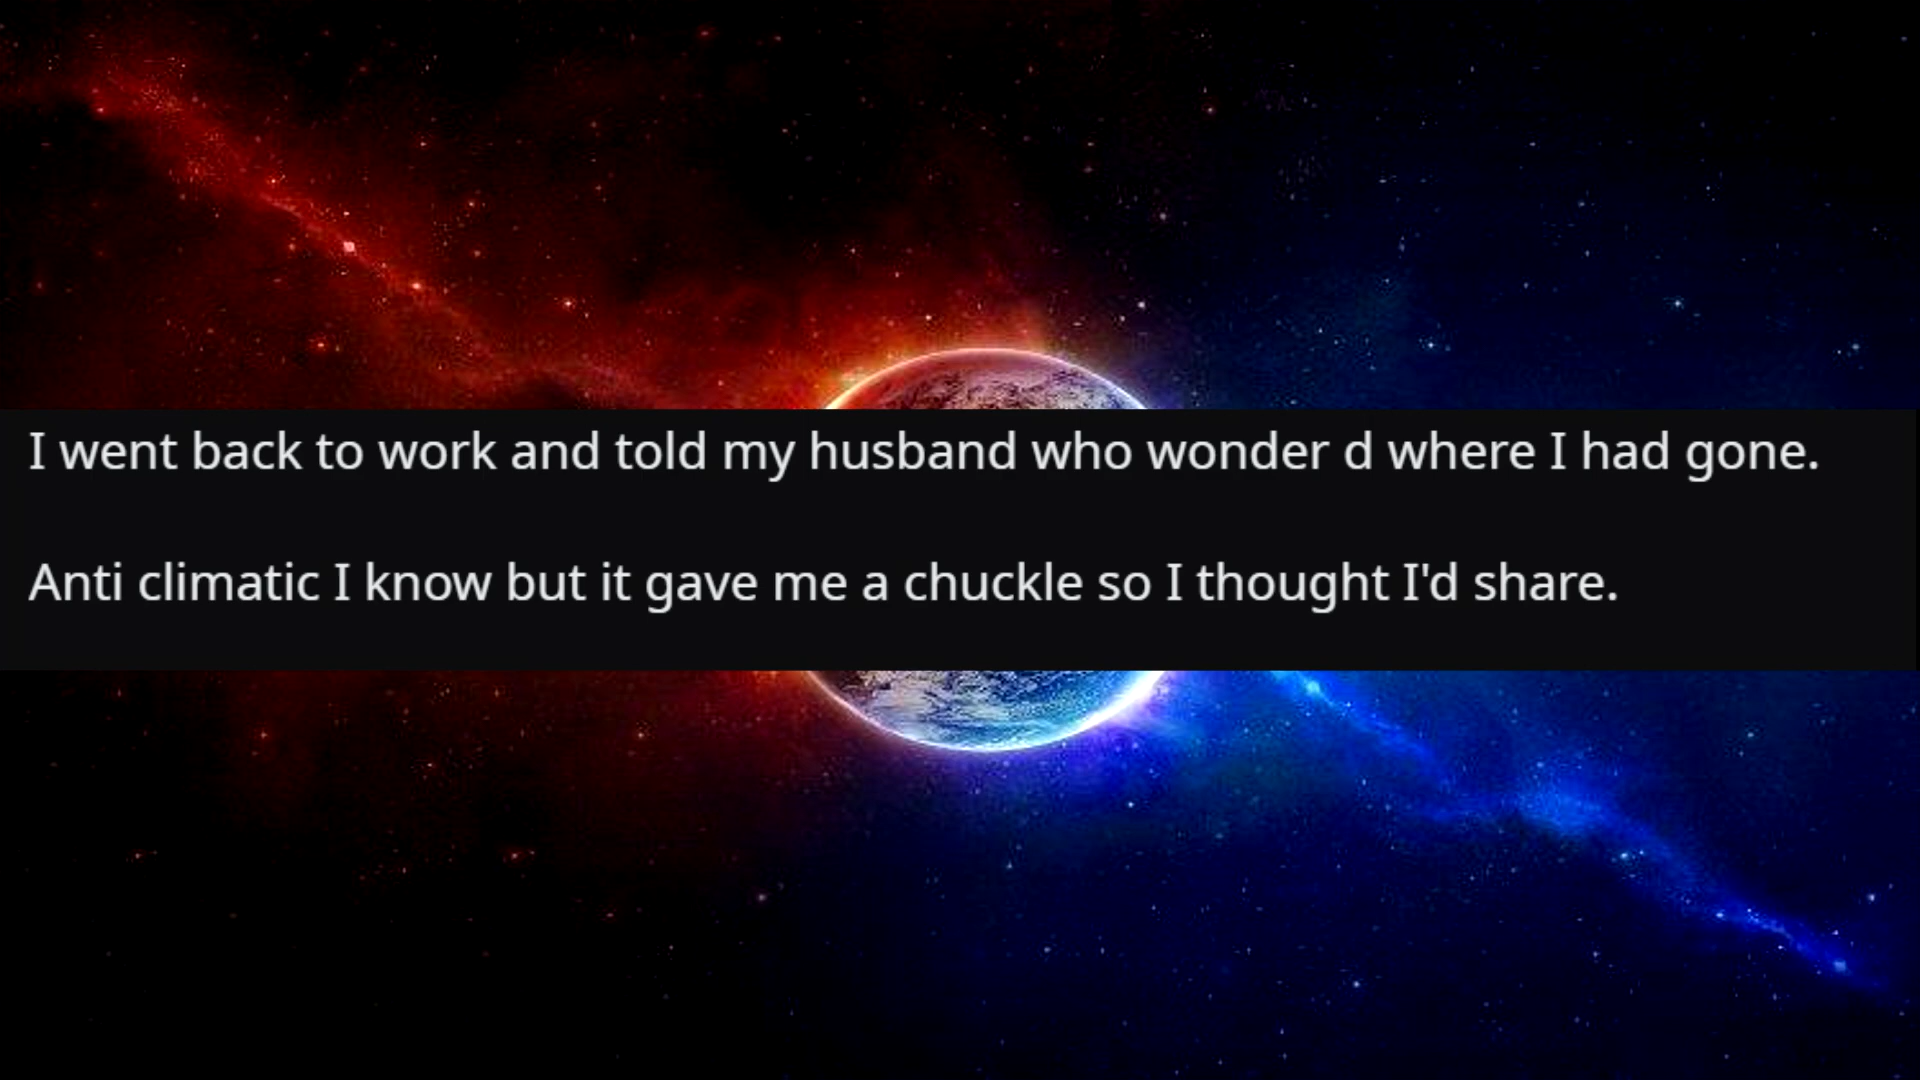 I went back to work and told my husband who wonder d where I had gone.
Anti climatic I know but it gave me a chuckle so I thought I'd share.